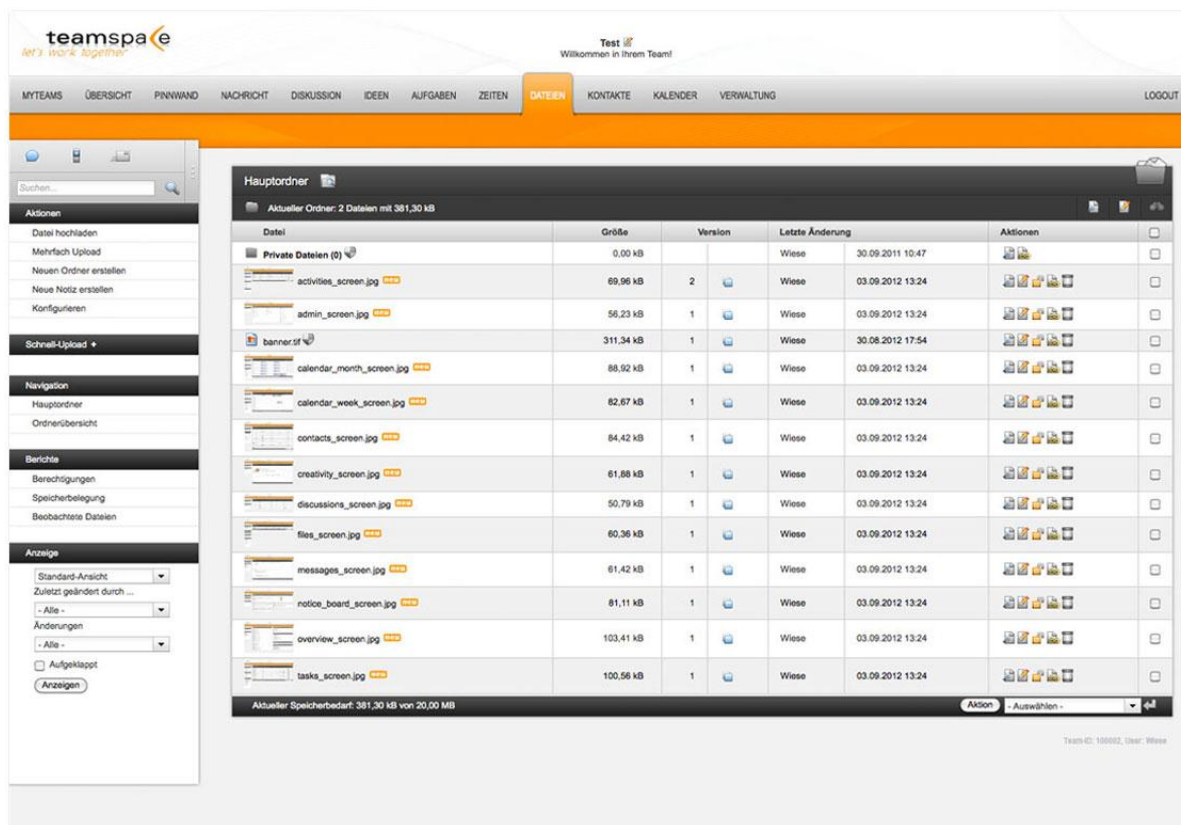 teamspace
let's work together
Test
Willkommen in Ihrem Team!
MYTEAMS ÜBERSICHT PINNWAND NACHRICHT DISKUSSION IDEEN AUFGABEN ZEITEN DATEIEN KONTAKTE KALENDER VERWALTUNG LOGOUT
Suchen...
Aktionen
Datei hochladen
Mehrfach Upload
Neuen Ordner erstellen
Neue Notiz erstellen
Konfigurieren
Schnell-Upload +
Navigation
Hauptordner
Ordnerübersicht
Berichte
Berechtigungen
Speicherbelegung
Beobachtete Dateien
Anzeige
Standard-Ansicht
Zuletzt geändert durch ...
- Alle -
Änderungen
- Alle -
Aufgeklappt
Anzeigen
Hauptordner
Aktueller Ordner: 2 Dateien mit 381,30 kB
Datei Größe Version Letzte Änderung Aktionen
Private Dateien (0) 0,00 kB Wiese 30.09.2011 10:47
activities_screen.jpg new 69,96 kB 2 Wiese 03.09.2012 13:24
admin_screen.jpg new 56,23 kB 1 Wiese 03.09.2012 13:24
banner.tif 311,34 kB 1 Wiese 30.08.2012 17:54
calendar_month_screen.jpg new 88,92 kB 1 Wiese 03.09.2012 13:24
calendar_week_screen.jpg new 82,67 kB 1 Wiese 03.09.2012 13:24
contacts_screen.jpg new 84,42 kB 1 Wiese 03.09.2012 13:24
creativity_screen.jpg new 61,88 kB 1 Wiese 03.09.2012 13:24
discussions_screen.jpg new 50,79 kB 1 Wiese 03.09.2012 13:24
files_screen.jpg new 60,36 kB 1 Wiese 03.09.2012 13:24
messages_screen.jpg new 61,42 kB 1 Wiese 03.09.2012 13:24
notice_board_screen.jpg new 81,11 kB 1 Wiese 03.09.2012 13:24
overview_screen.jpg new 103,41 kB 1 Wiese 03.09.2012 13:24
tasks_screen.jpg new 100,56 kB 1 Wiese 03.09.2012 13:24
Aktueller Speicherbedarf: 381,30 kB von 20,00 MB Aktion - Auswählen -
Team-ID: 100002, User: Wiese